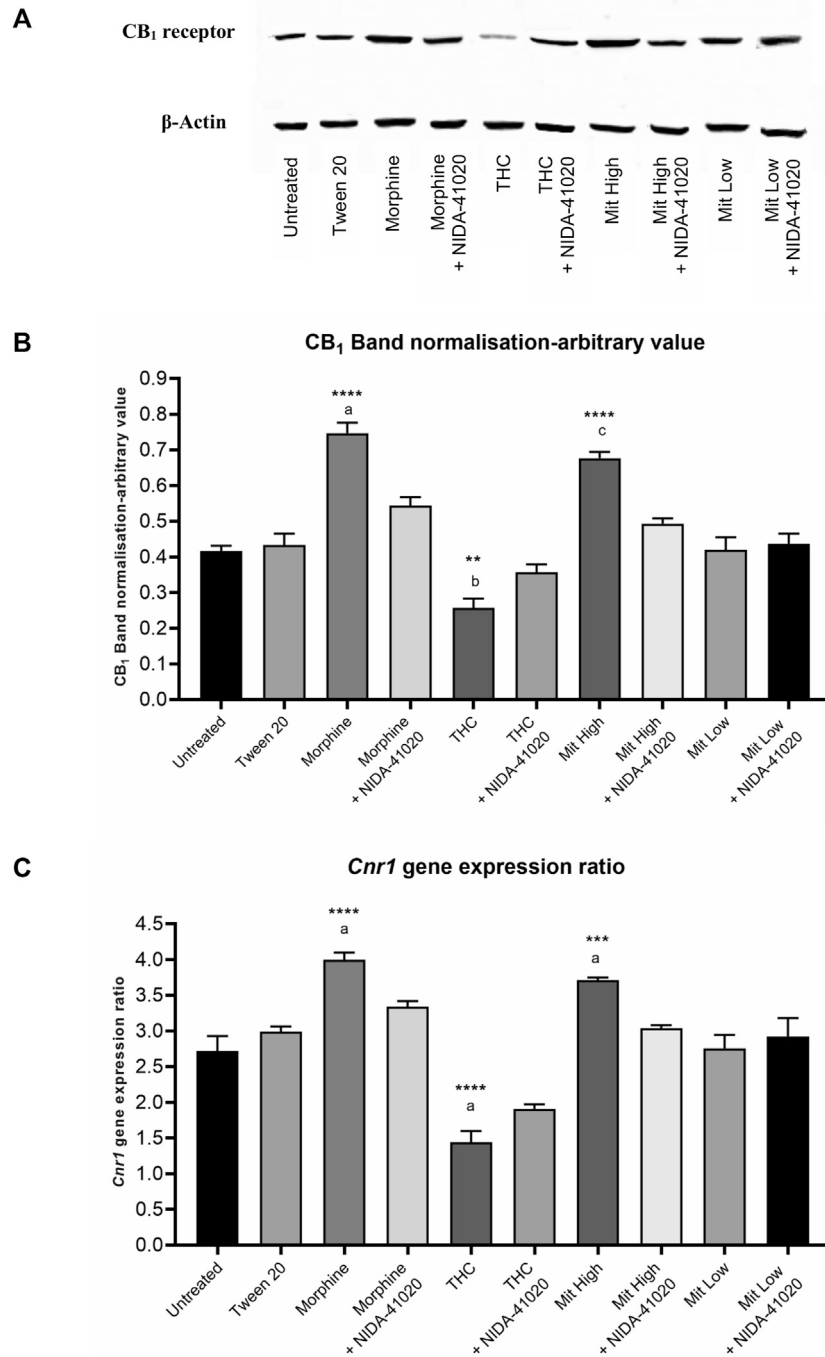 A
CB₁ receptor
β-Actin
Untreated
Tween 20
Morphine
Morphine
+ NIDA-41020
THC
THC
+ NIDA-41020
Mit High
Mit High
+ NIDA-41020
Mit Low
Mit Low
+ NIDA-41020
B
CB₁ Band normalisation-arbitrary value
CB₁ Band normalisation-arbitrary value
0.9
0.8
0.7
0.6
0.5
0.4
0.3
0.2
0.1
0.0
****
a
**
b
****
c
Untreated
Tween 20
Morphine
Morphine
+ NIDA-41020
THC
THC
+ NIDA-41020
Mit High
Mit High
+ NIDA-41020
Mit Low
Mit Low
+ NIDA-41020
C
Cnr1 gene expression ratio
Cnr1 gene expression ratio
4.5
4.0
3.5
3.0
2.5
2.0
1.5
1.0
0.5
0.0
****
a
****
a
***
a
Untreated
Tween 20
Morphine
Morphine
+ NIDA-41020
THC
THC
+ NIDA-41020
Mit High
Mit High
+ NIDA-41020
Mit Low
Mit Low
+ NIDA-41020